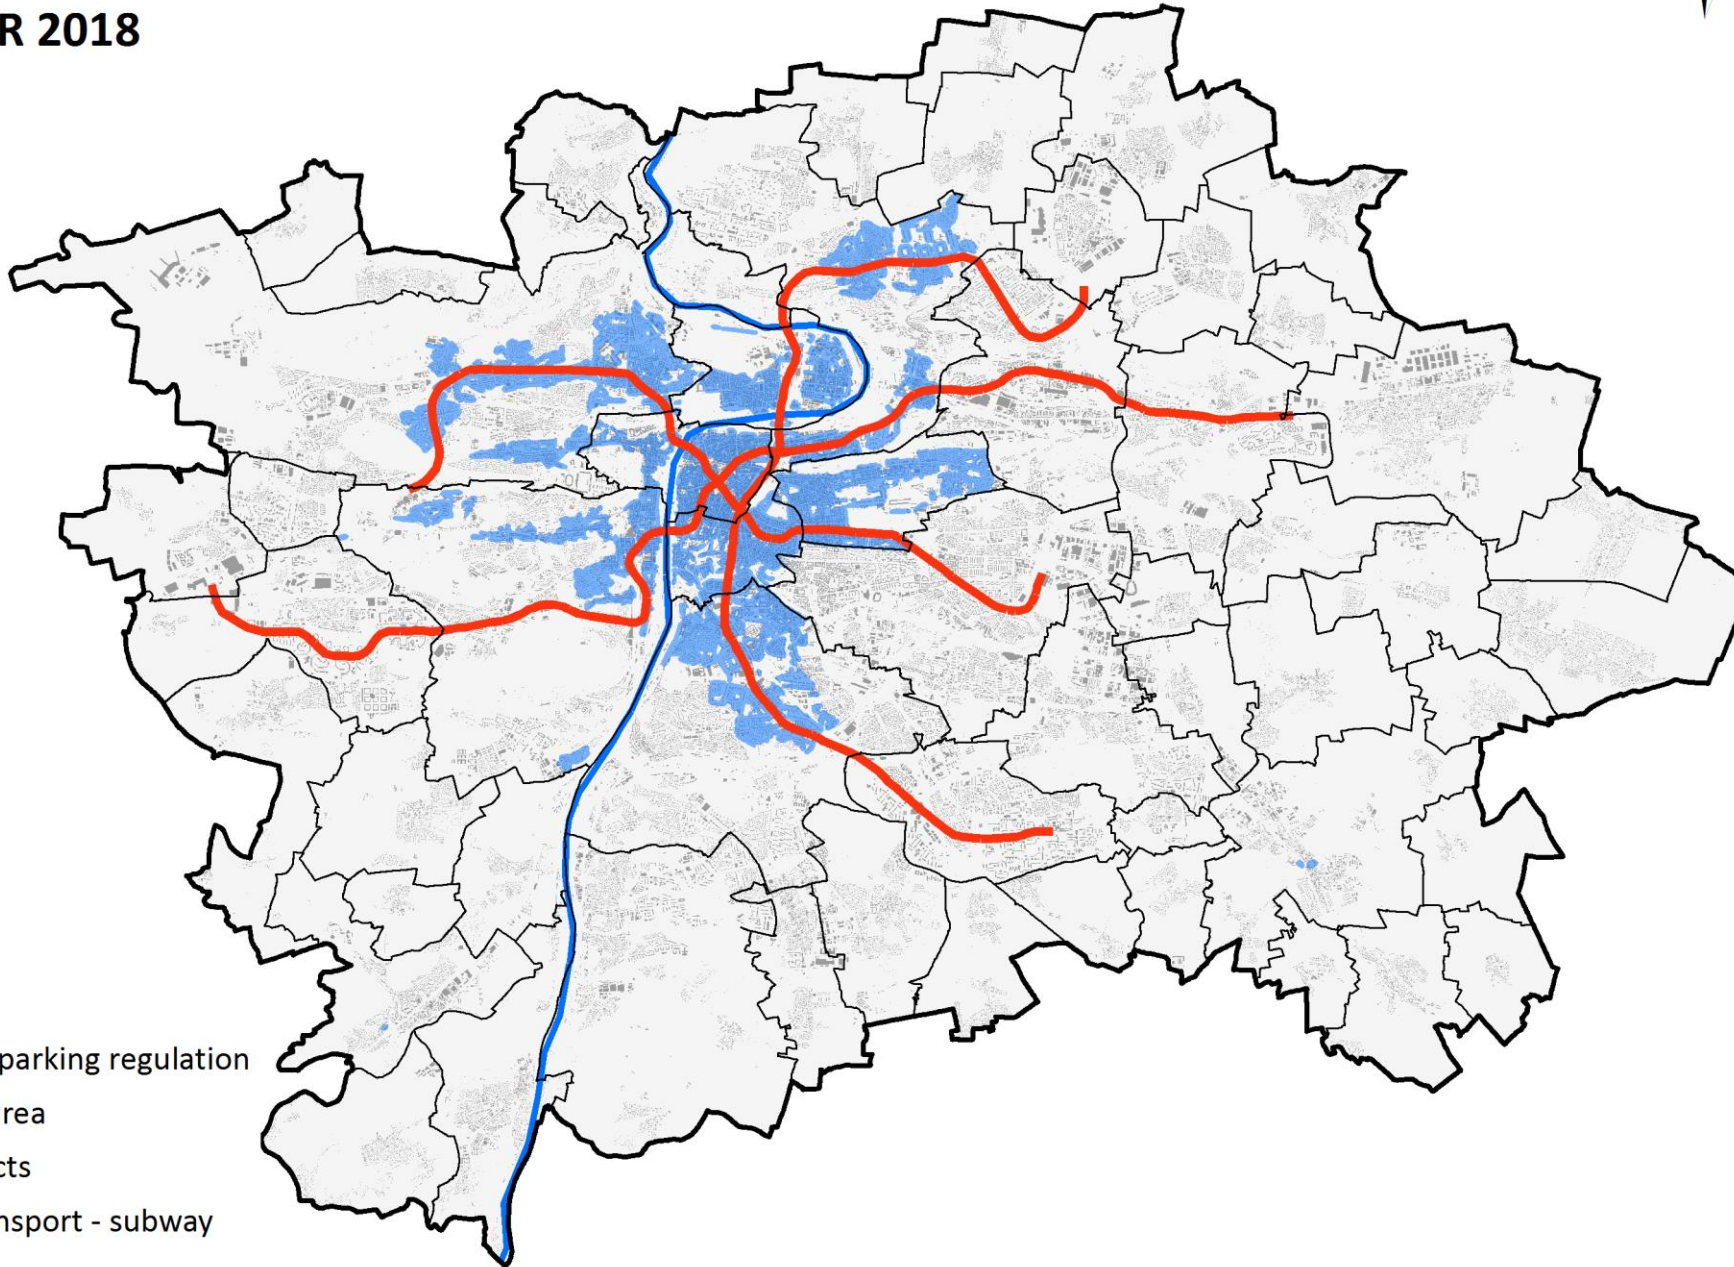 R 2018
parking regulation
rea
cts
nsport - subway